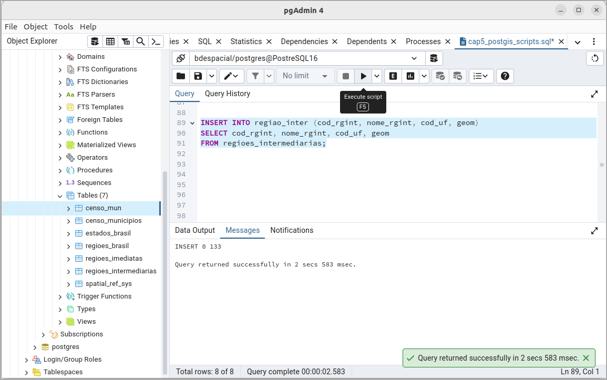 pgAdmin 4
File Object Tools Help
Object Explorer
ies SQL Statistics Dependencies Dependents Processes cap5_postgis_scripts.sql*
bdespacial/postgres@PostreSQL16
No limit
Execute script
F5
Query Query History
Domains
FTS Configurations
FTS Dictionaries
FTS Parsers
FTS Templates
Foreign Tables
Functions
Materialized Views
Operators
Procedures
Sequences
Tables (7)
censo_mun
censo_municipios
estados_brasil
regioes_brasil
regioes_imediatas
regioes_intermediarias
spatial_ref_sys
Trigger Functions
Types
Views
Subscriptions
postgres
Login/Group Roles
Tablespaces
88
89 INSERT INTO regiao_inter (cod_rgint, nome_rgint, cod_uf, geom)
90 SELECT cod_rgint, nome_rgint, cod_uf, geom
91 FROM regioes_intermediarias;
92
93
94
95
96
97
98
Data Output Messages Notifications
INSERT 0 133
Query returned successfully in 2 secs 583 msec.
Query returned successfully in 2 secs 583 msec.
Total rows: 8 of 8 Query complete 00:00:02.583 Ln 89, Col 1